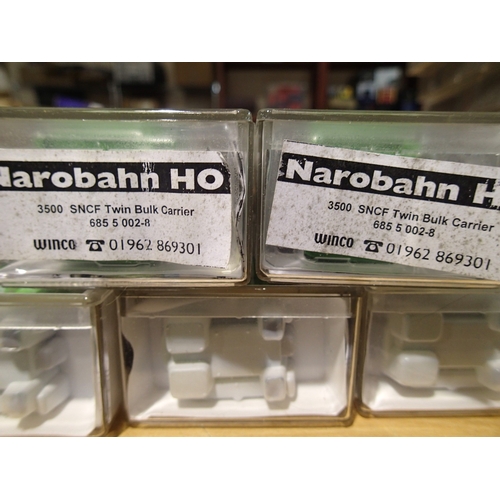 Narobahn HO
3500 SNCF Twin Bulk Carrier
685 5 002-8
WINCO ☎ 01962 869301
Narobahn H
3500 SNCF Twin Bulk Carrier
685 5 002-8
WINCO ☎ 01962 869301